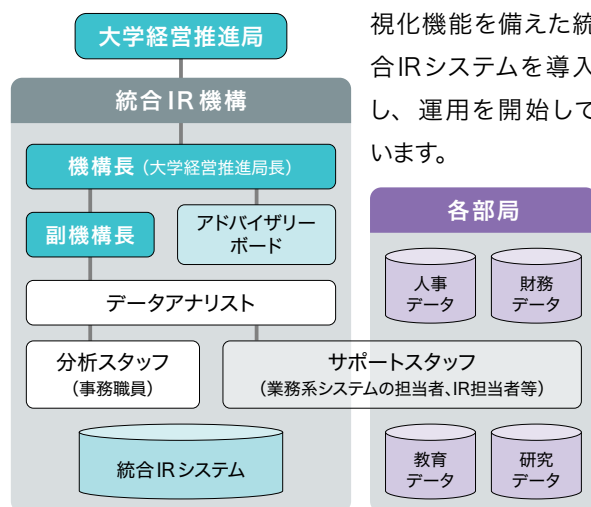 大学経営推進局
視化機能を備えた統
合IRシステムを導入
し、運用を開始して
います。
統合IR機構
機構長（大学経営推進局長）
副機構長
アドバイザリー
ボード
データアナリスト
分析スタッフ
（事務職員）
サポートスタッフ
（業務系システムの担当者、IR担当者等）
統合IRシステム
各部局
人事
データ
財務
データ
教育
データ
研究
データ